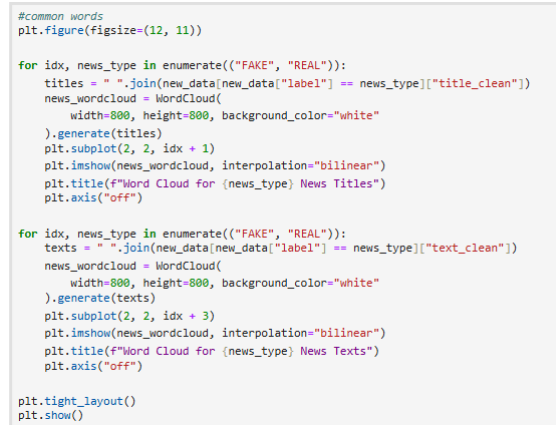 #common words
plt.figure(figsize=(12, 11))

for idx, news_type in enumerate(("FAKE", "REAL")):
    titles = " ".join(new_data[new_data["label"] == news_type]["title_clean"])
    news_wordcloud = WordCloud(
        width=800, height=800, background_color="white"
    ).generate(titles)
    plt.subplot(2, 2, idx + 1)
    plt.imshow(news_wordcloud, interpolation="bilinear")
    plt.title(f"Word Cloud for {news_type} News Titles")
    plt.axis("off")

for idx, news_type in enumerate(("FAKE", "REAL")):
    texts = " ".join(new_data[new_data["label"] == news_type]["text_clean"])
    news_wordcloud = WordCloud(
        width=800, height=800, background_color="white"
    ).generate(texts)
    plt.subplot(2, 2, idx + 3)
    plt.imshow(news_wordcloud, interpolation="bilinear")
    plt.title(f"Word Cloud for {news_type} News Texts")
    plt.axis("off")

plt.tight_layout()
plt.show()